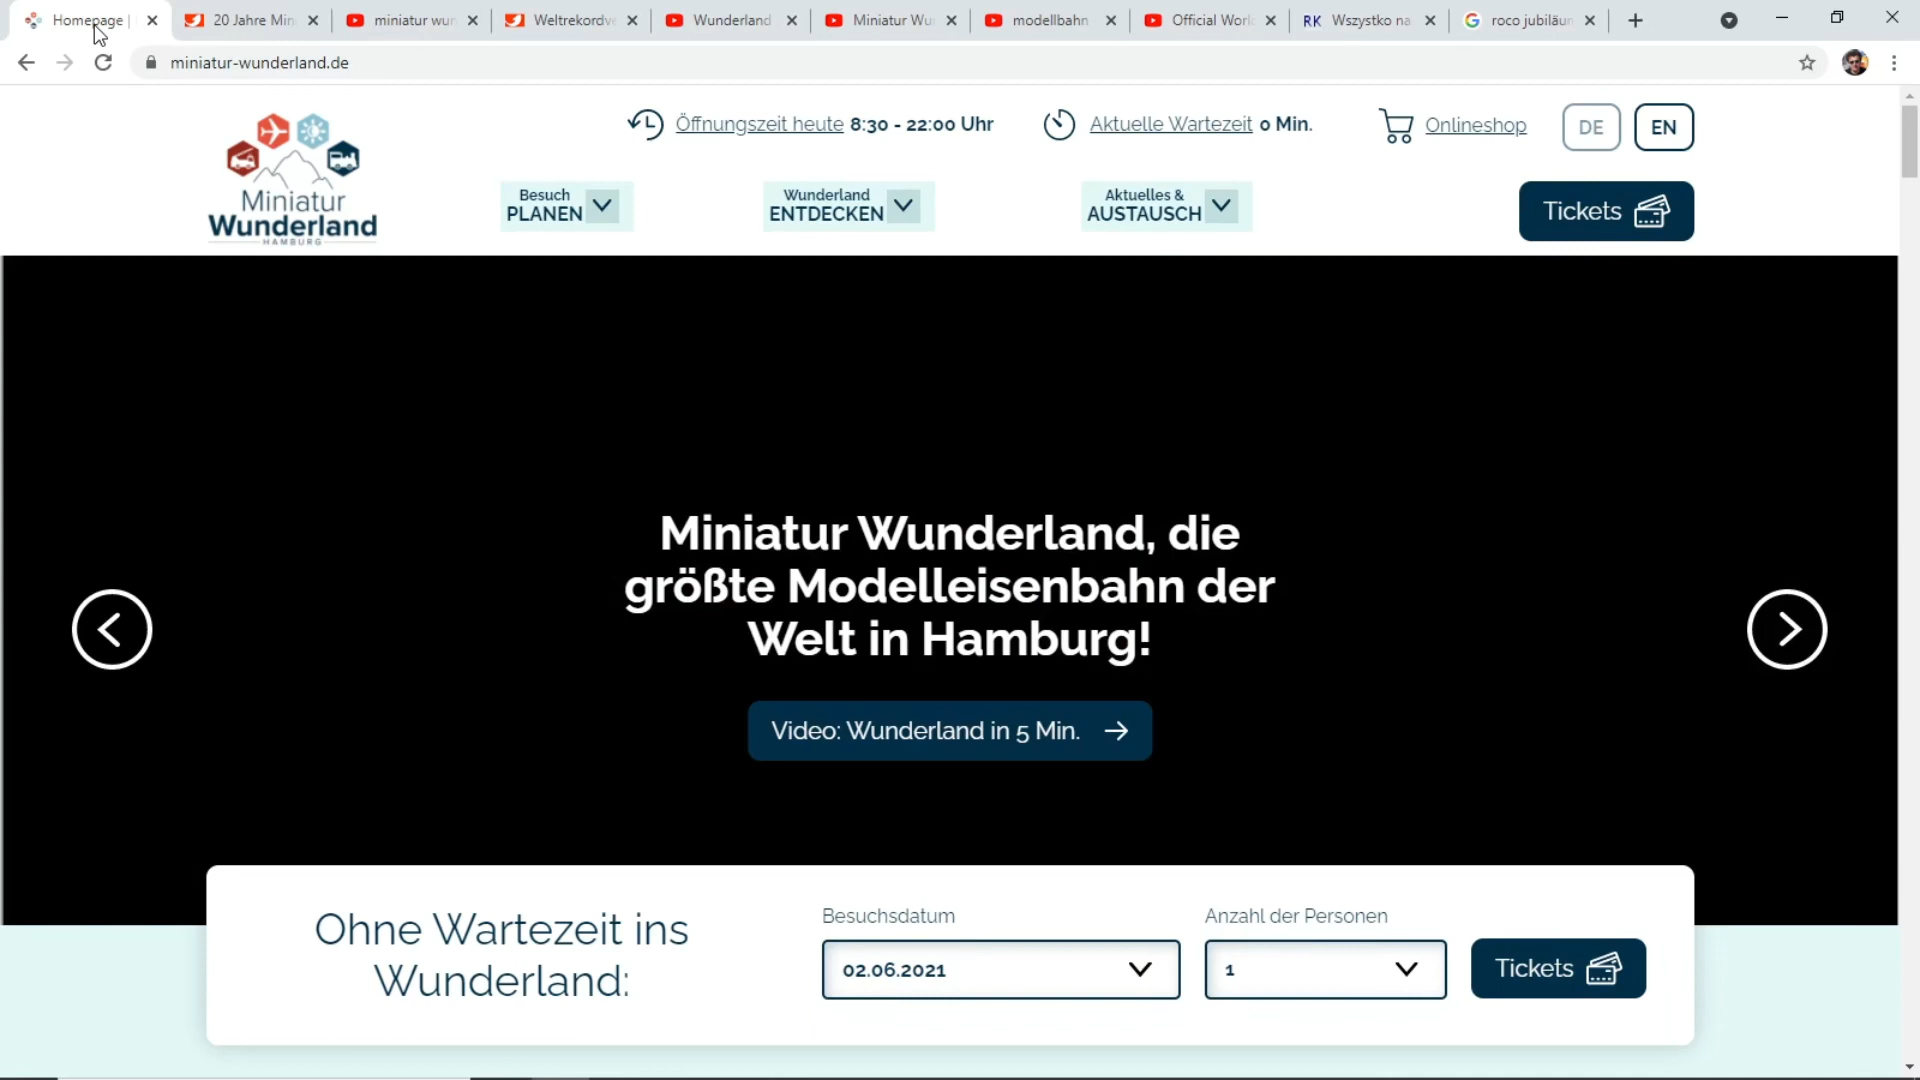 Homepage |
20 Jahre Min
miniatur wun
Weltrekordve
Wunderland
Miniatur Wu
modellbahn
Official Worl
RK Wszystko na
roco jubiläum
miniatur-wunderland.de
Öffnungszeit heute 8:30 - 22:00 Uhr
Aktuelle Wartezeit 0 Min.
Onlineshop
DE
EN
Miniatur
Wunderland
HAMBURG
Besuch
PLANEN
Wunderland
ENTDECKEN
Aktuelles &
AUSTAUSCH
Tickets
Miniatur Wunderland, die
größte Modelleisenbahn der
Welt in Hamburg!
Video: Wunderland in 5 Min.
Ohne Wartezeit ins
Wunderland:
Besuchsdatum
02.06.2021
Anzahl der Personen
1
Tickets